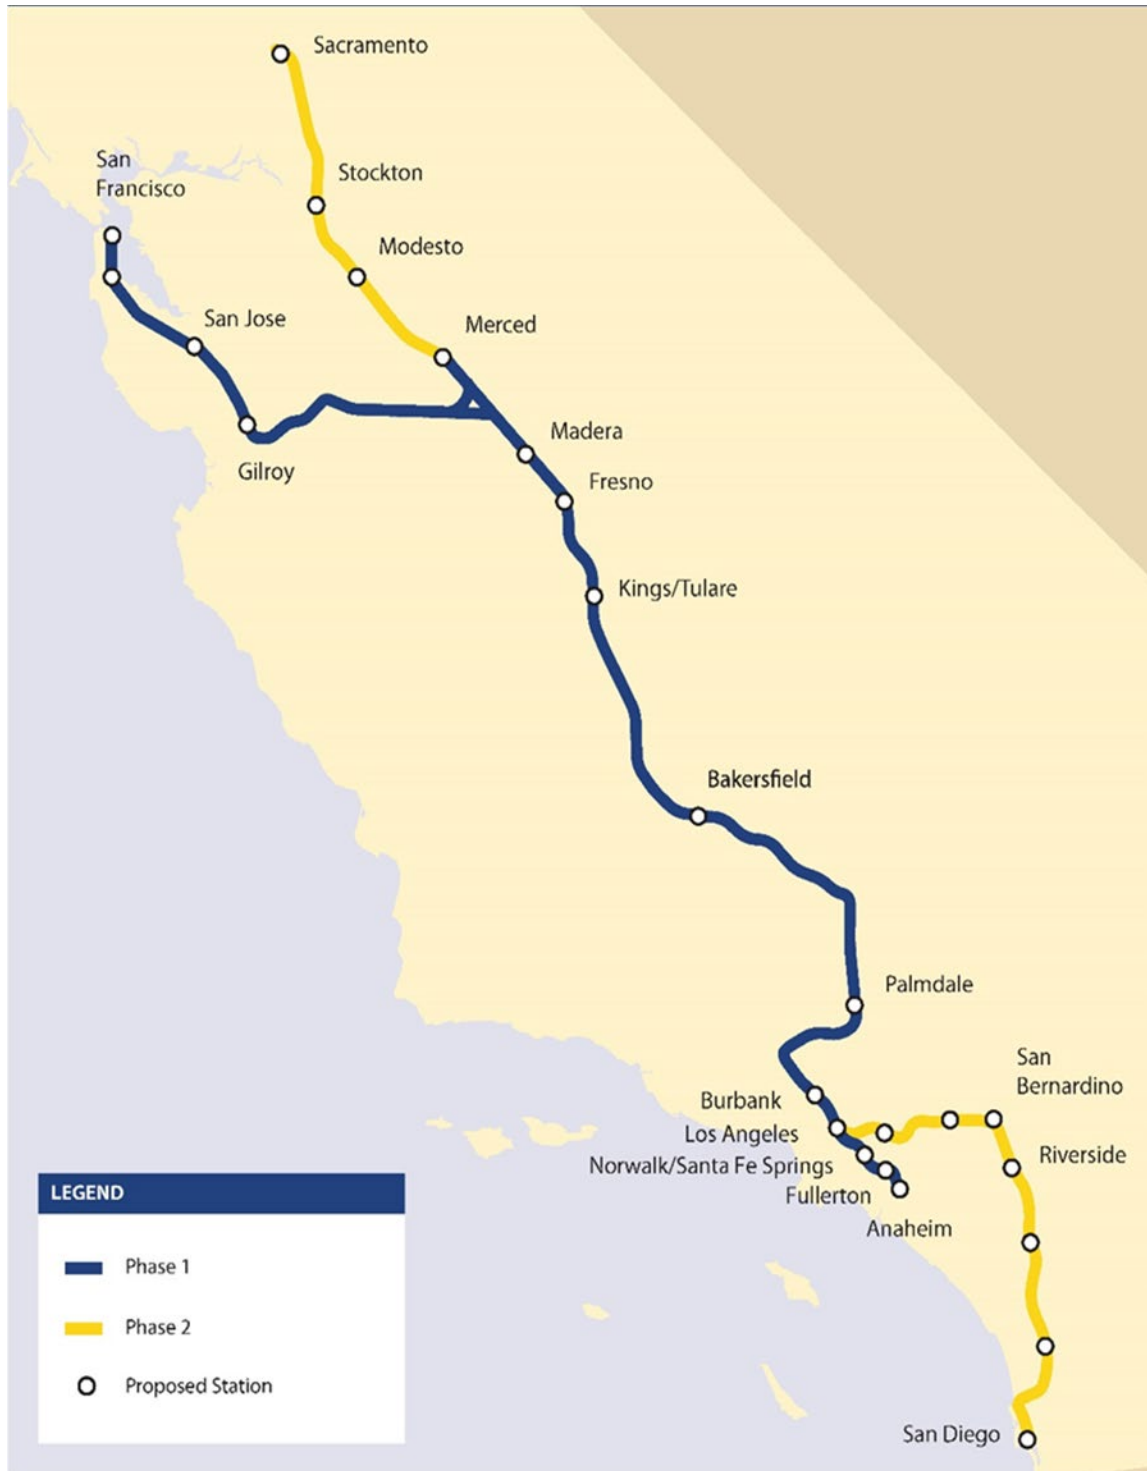 Sacramento
San
Francisco
Stockton
Modesto
San Jose
Merced
Madera
Gilroy
Fresno
Kings/Tulare
Bakersfield
Palmdale
San
Bernardino
Burbank
Los Angeles
Riverside
Norwalk/Santa Fe Springs
Fullerton
Anaheim
LEGEND
Phase 1
Phase 2
Proposed Station
San Diego